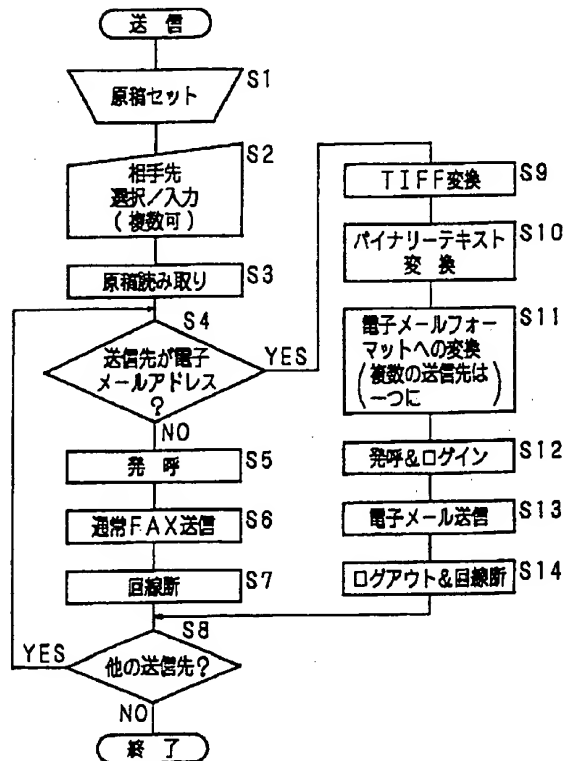 送信
原稿セット
S1
相手先
選択／入力
（複数可）
S2
原稿読み取り
S3
送信先が電子
メールアドレス
？
S4
YES
NO
発呼
S5
通常FAX送信
S6
回線断
S7
他の送信先？
S8
YES
NO
終了
TIFF変換
S9
バイナリーテキスト
変換
S10
電子メールフォー
マットへの変換
（複数の送信先は
一つに）
S11
発呼&ログイン
S12
電子メール送信
S13
ログアウト&回線断
S14